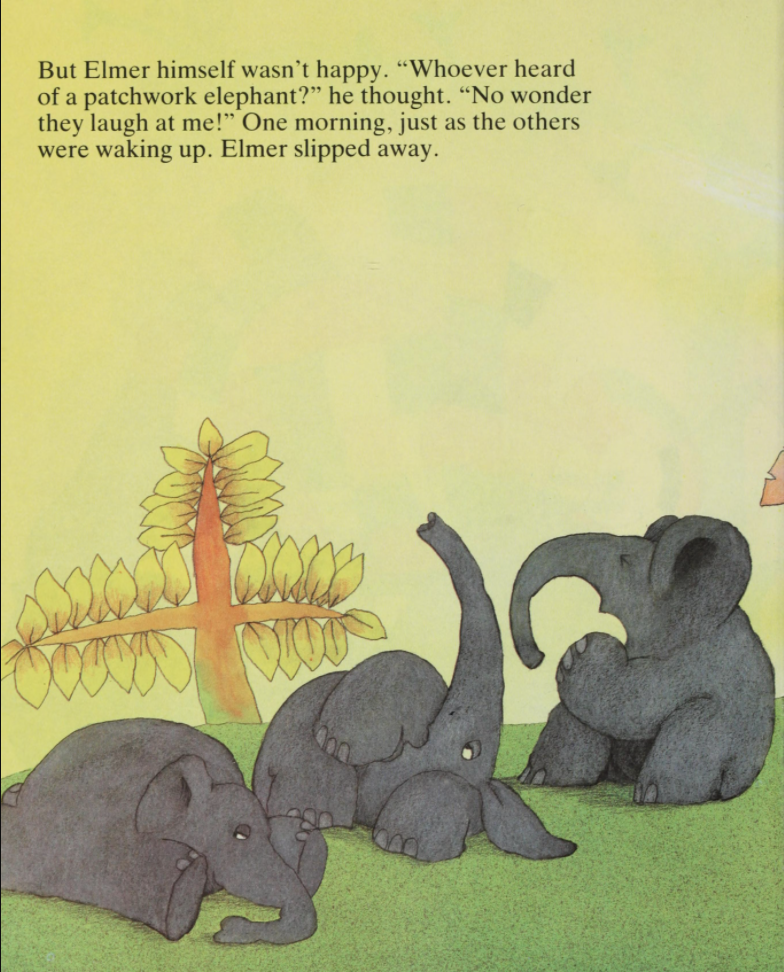 But Elmer himself wasn't happy. “Whoever heard
of a patchwork elephant?” he thought. “No wonder
they laugh at me!” One morning, just as the others
were waking up. Elmer slipped away.